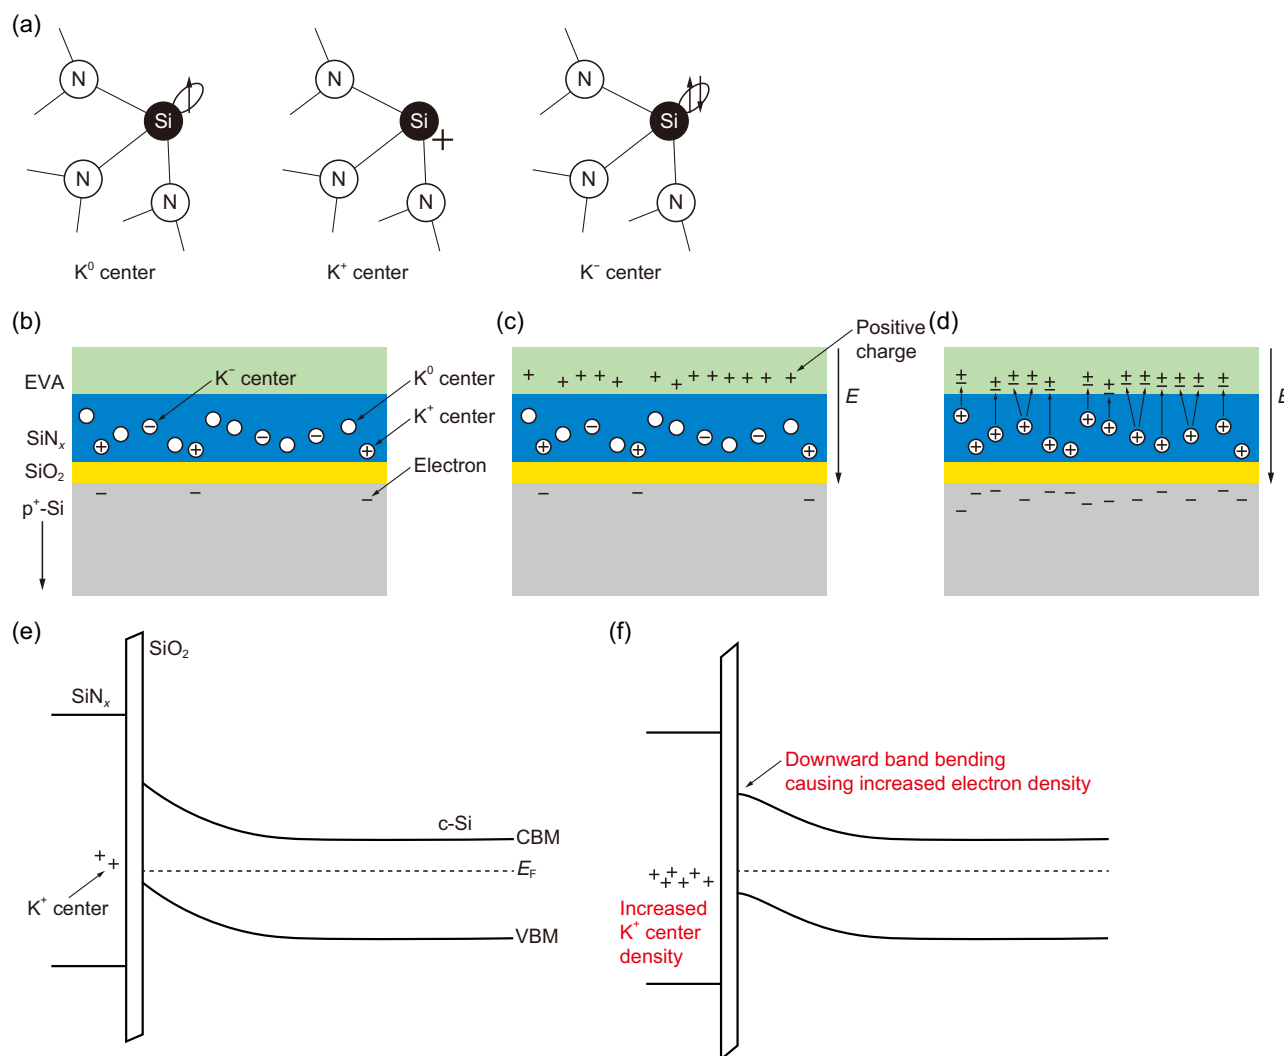 (a)
N
Si
N
N
K⁰ center
N
Si
+
N
N
K⁺ center
N
Si
N
N
K⁻ center
(b)
EVA
SiNₓ
SiO₂
p⁺-Si
K⁻ center
K⁰ center
K⁺ center
Electron
(c)
Positive
charge
E
(d)
E
(e)
SiO₂
SiNₓ
c-Si
CBM
E_F
K⁺ center
VBM
(f)
Downward band bending
causing increased electron density
Increased
K⁺ center
density